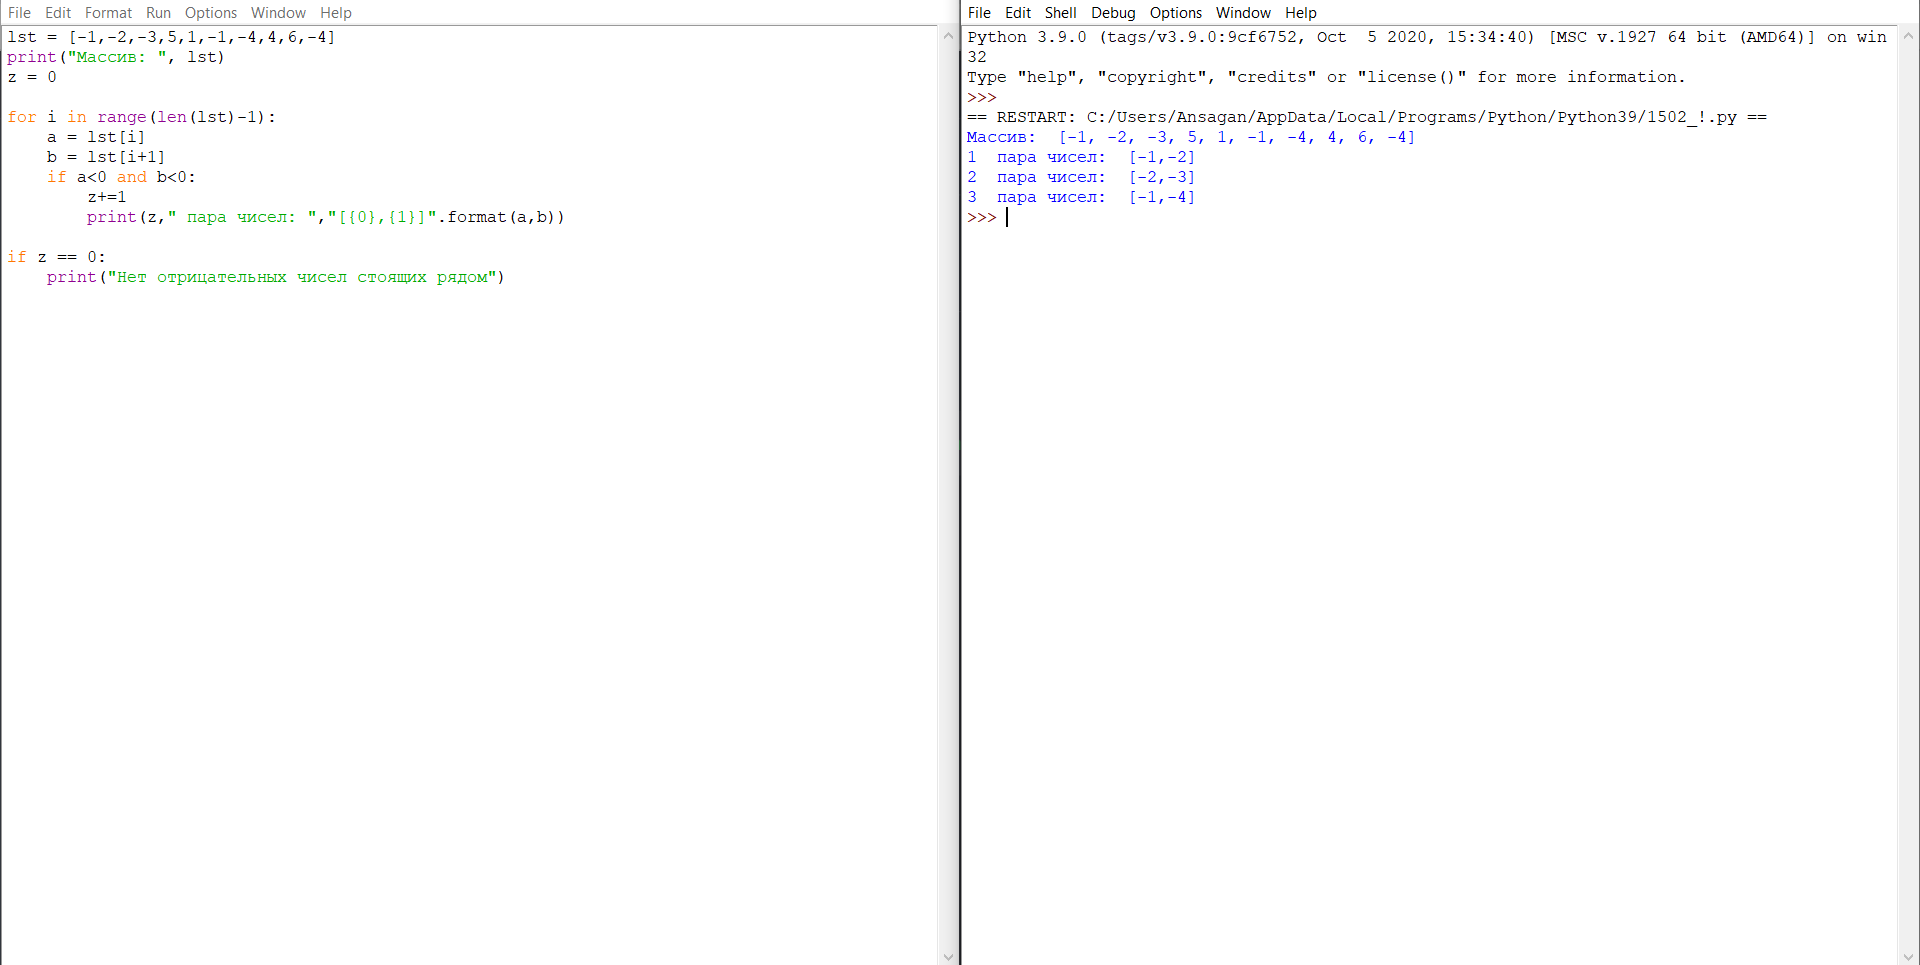 File Edit Format Run Options Window Help
lst = [-1,-2,-3,5,1,-1,-4,4,6,-4]
print("Массив: ", lst)
z = 0
for i in range(len(lst)-1):
    a = lst[i]
    b = lst[i+1]
    if a<0 and b<0:
        z+=1
        print(z," пара чисел: ","[{0},{1}]".format(a,b))
if z == 0:
    print("Нет отрицательных чисел стоящих рядом")
File Edit Shell Debug Options Window Help
Python 3.9.0 (tags/v3.9.0:9cf6752, Oct  5 2020, 15:34:40) [MSC v.1927 64 bit (AMD64)] on win
32
Type "help", "copyright", "credits" or "license()" for more information.
>>>
== RESTART: C:/Users/Ansagan/AppData/Local/Programs/Python/Python39/1502_!.py ==
Массив:  [-1, -2, -3, 5, 1, -1, -4, 4, 6, -4]
1  пара чисел:  [-1,-2]
2  пара чисел:  [-2,-3]
3  пара чисел:  [-1,-4]
>>>